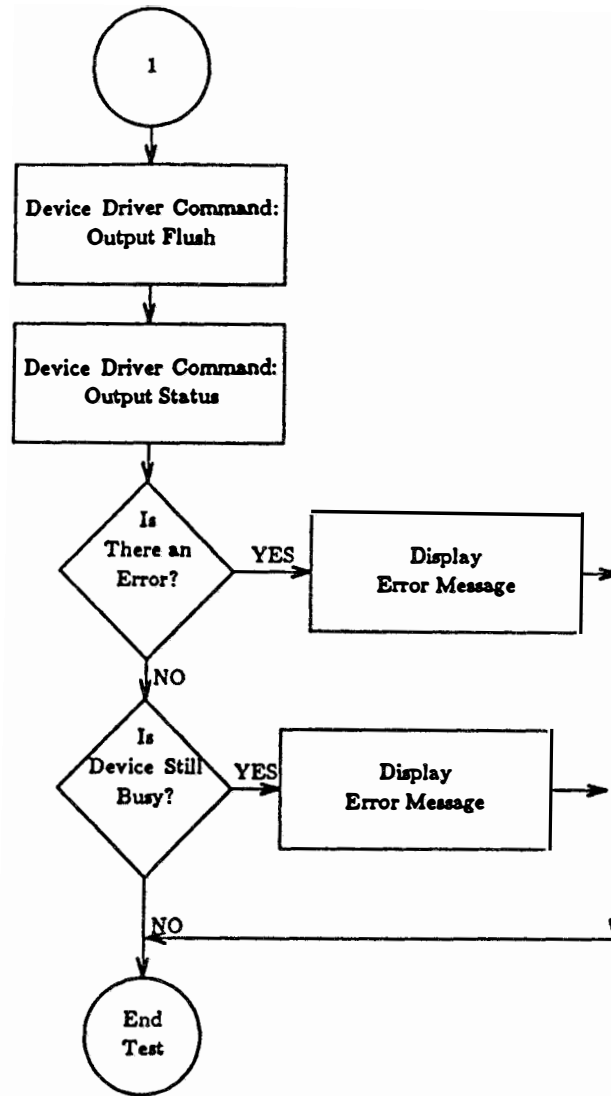 1
Device Driver Command:
Output Flush
Device Driver Command:
Output Status
Is
There an
Error?
YES
Display
Error Message
NO
Is
Device Still
Busy?
YES
Display
Error Message
NO
End
Test